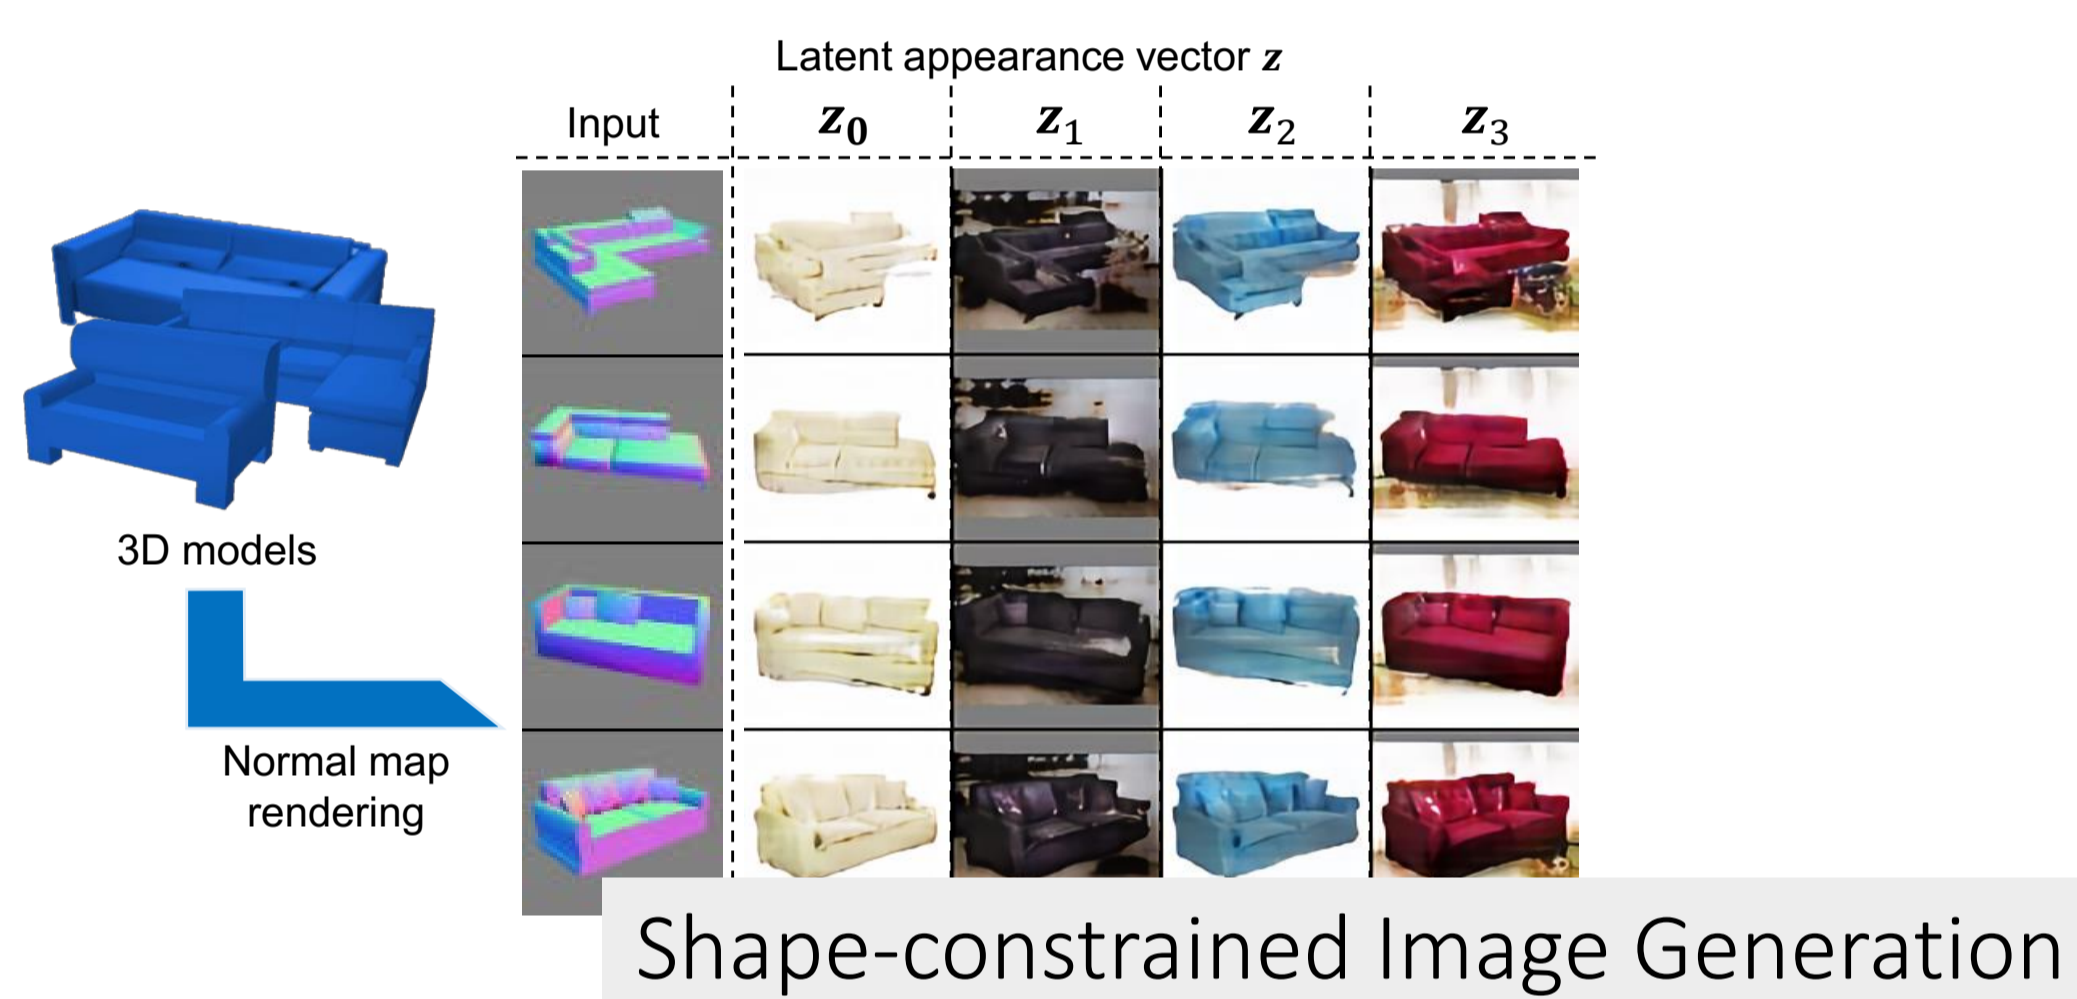 Latent appearance vector z
Input z₀ z₁ z₂ z₃
3D models
Normal map
rendering
Shape-constrained Image Generation